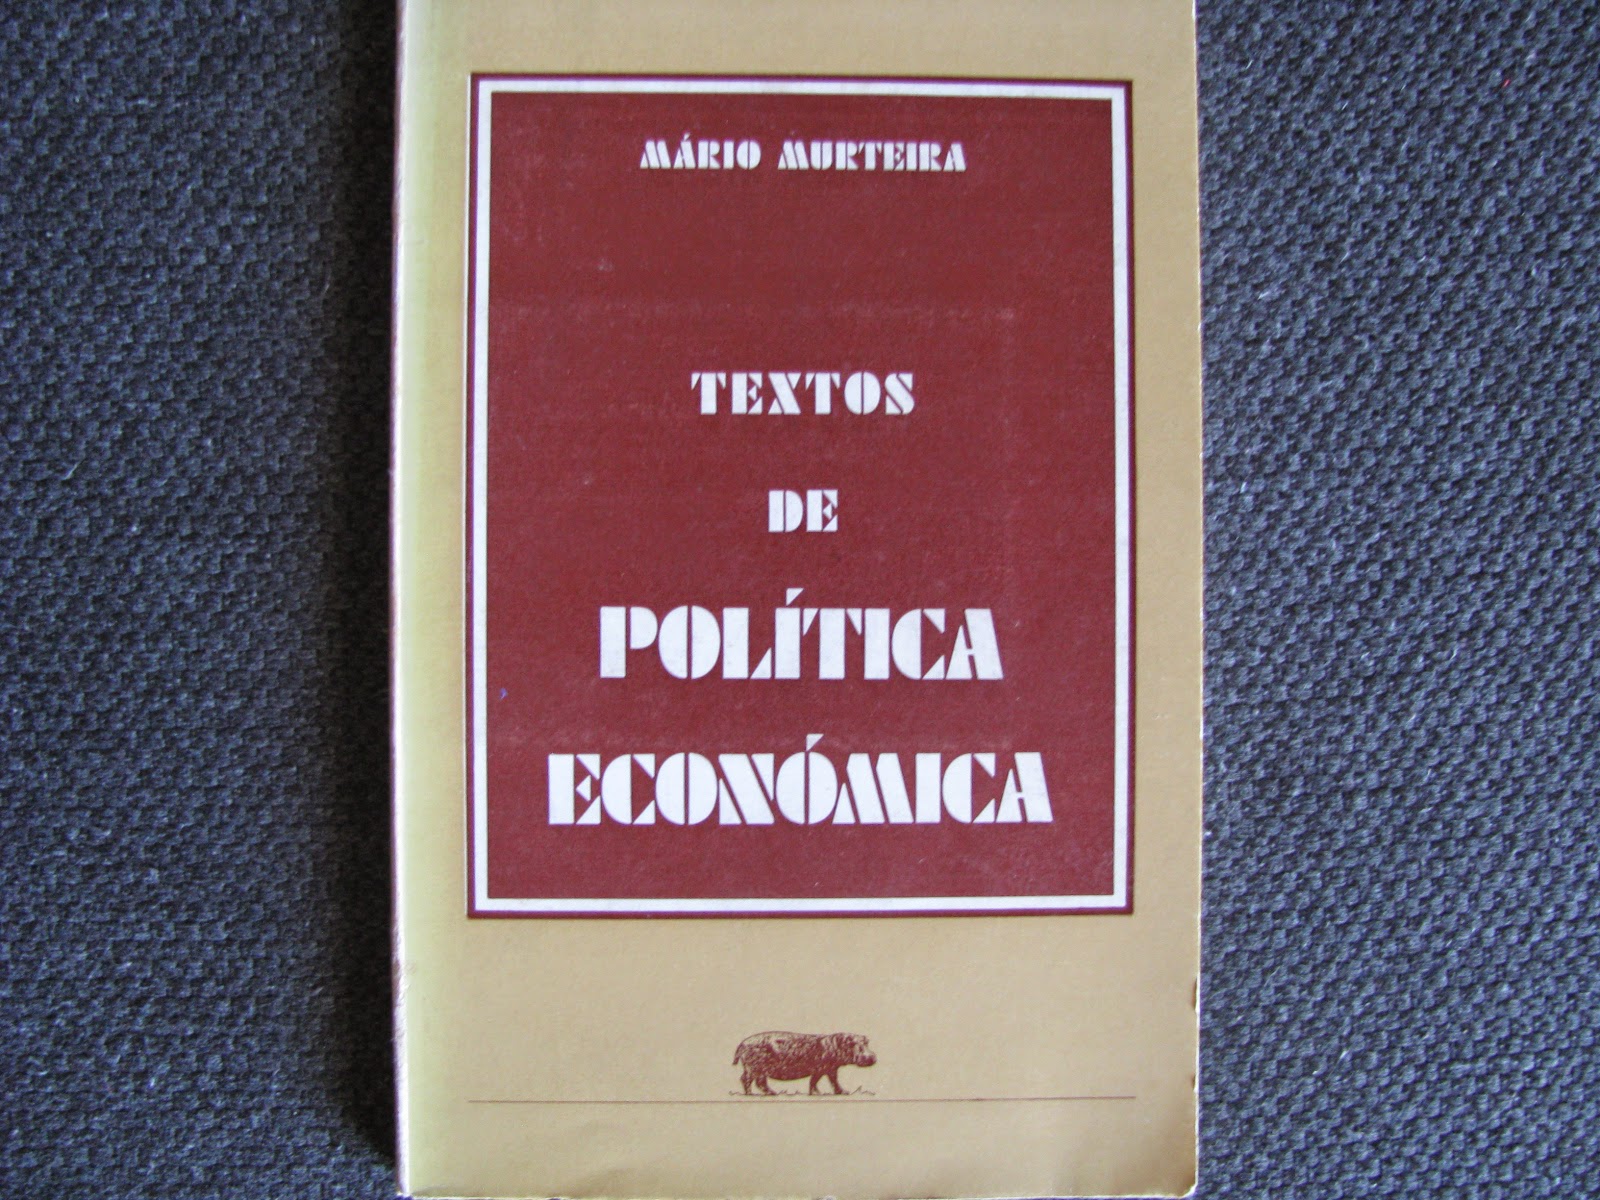 MÁRIO MURTEIRA
TEXTOS
DE
POLÍTICA
ECONÓMICA